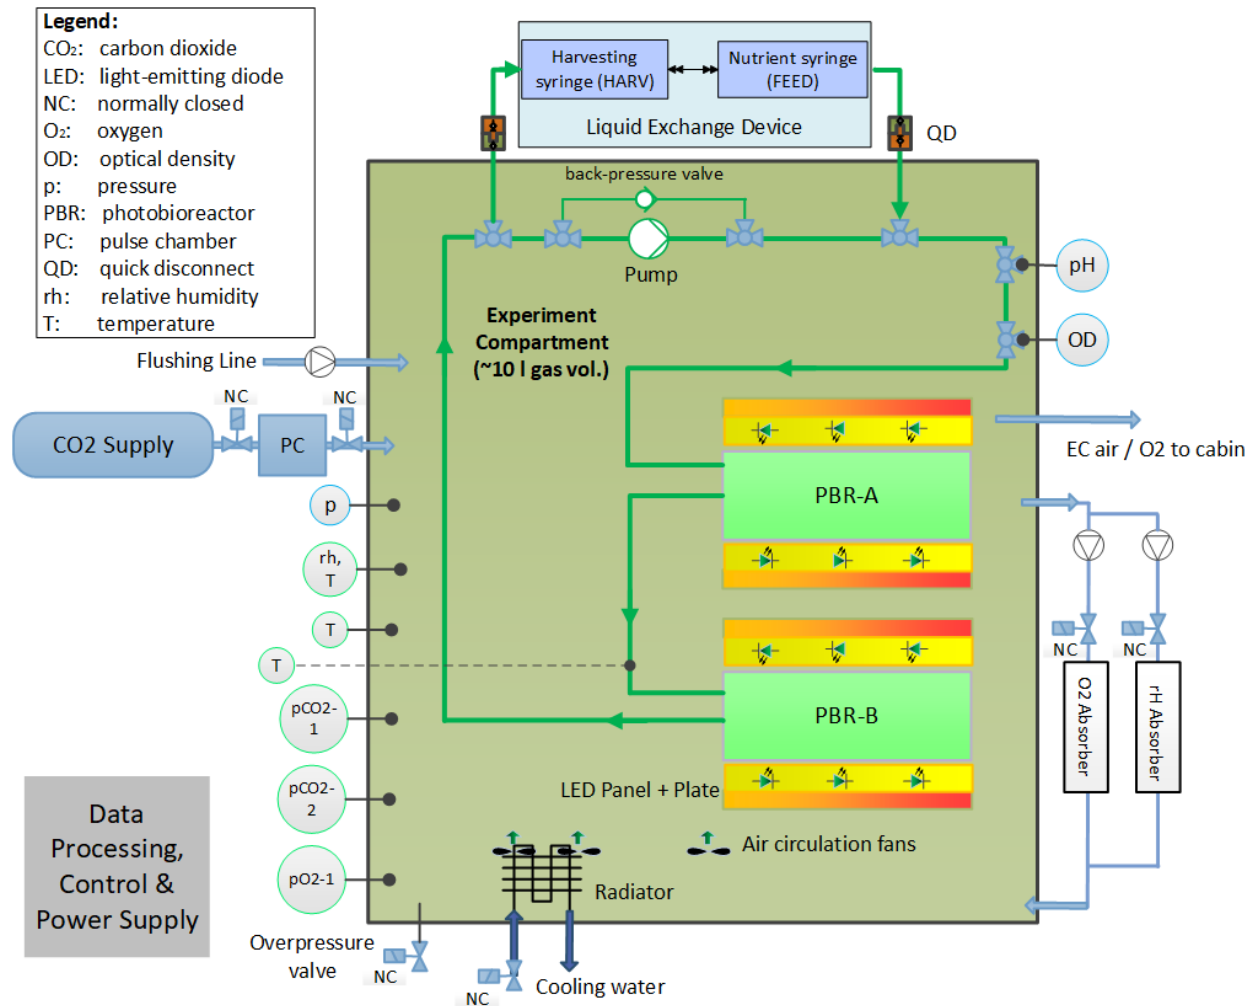 Legend:
CO₂: carbon dioxide
LED: light-emitting diode
NC: normally closed
O₂: oxygen
OD: optical density
p: pressure
PBR: photobioreactor
PC: pulse chamber
QD: quick disconnect
rh: relative humidity
T: temperature
Harvesting
syringe (HARV)
Nutrient syringe
(FEED)
Liquid Exchange Device
QD
back-pressure valve
Pump
pH
OD
Experiment
Compartment
(~10 l gas vol.)
Flushing Line
NC
NC
CO2 Supply
PC
EC air / O2 to cabin
PBR-A
p
rh,
T
T
T
pCO2-
1
pCO2-
2
pO2-1
PBR-B
NC
NC
O2 Absorber
rH Absorber
LED Panel + Plate
Air circulation fans
Radiator
Data
Processing,
Control &
Power Supply
Overpressure
valve
NC
NC
Cooling water